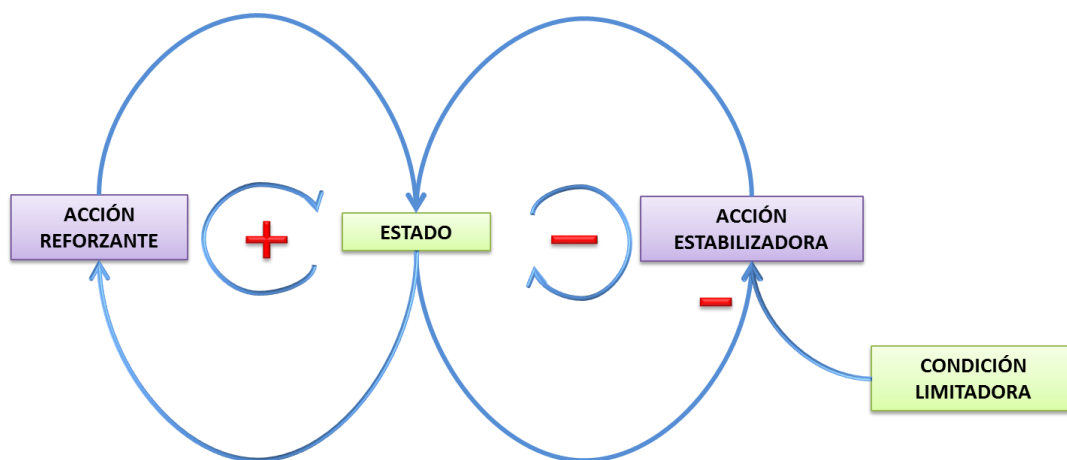 ACCIÓN
REFORZANTE
+
ESTADO
−
ACCIÓN
ESTABILIZADORA
−
CONDICIÓN
LIMITADORA